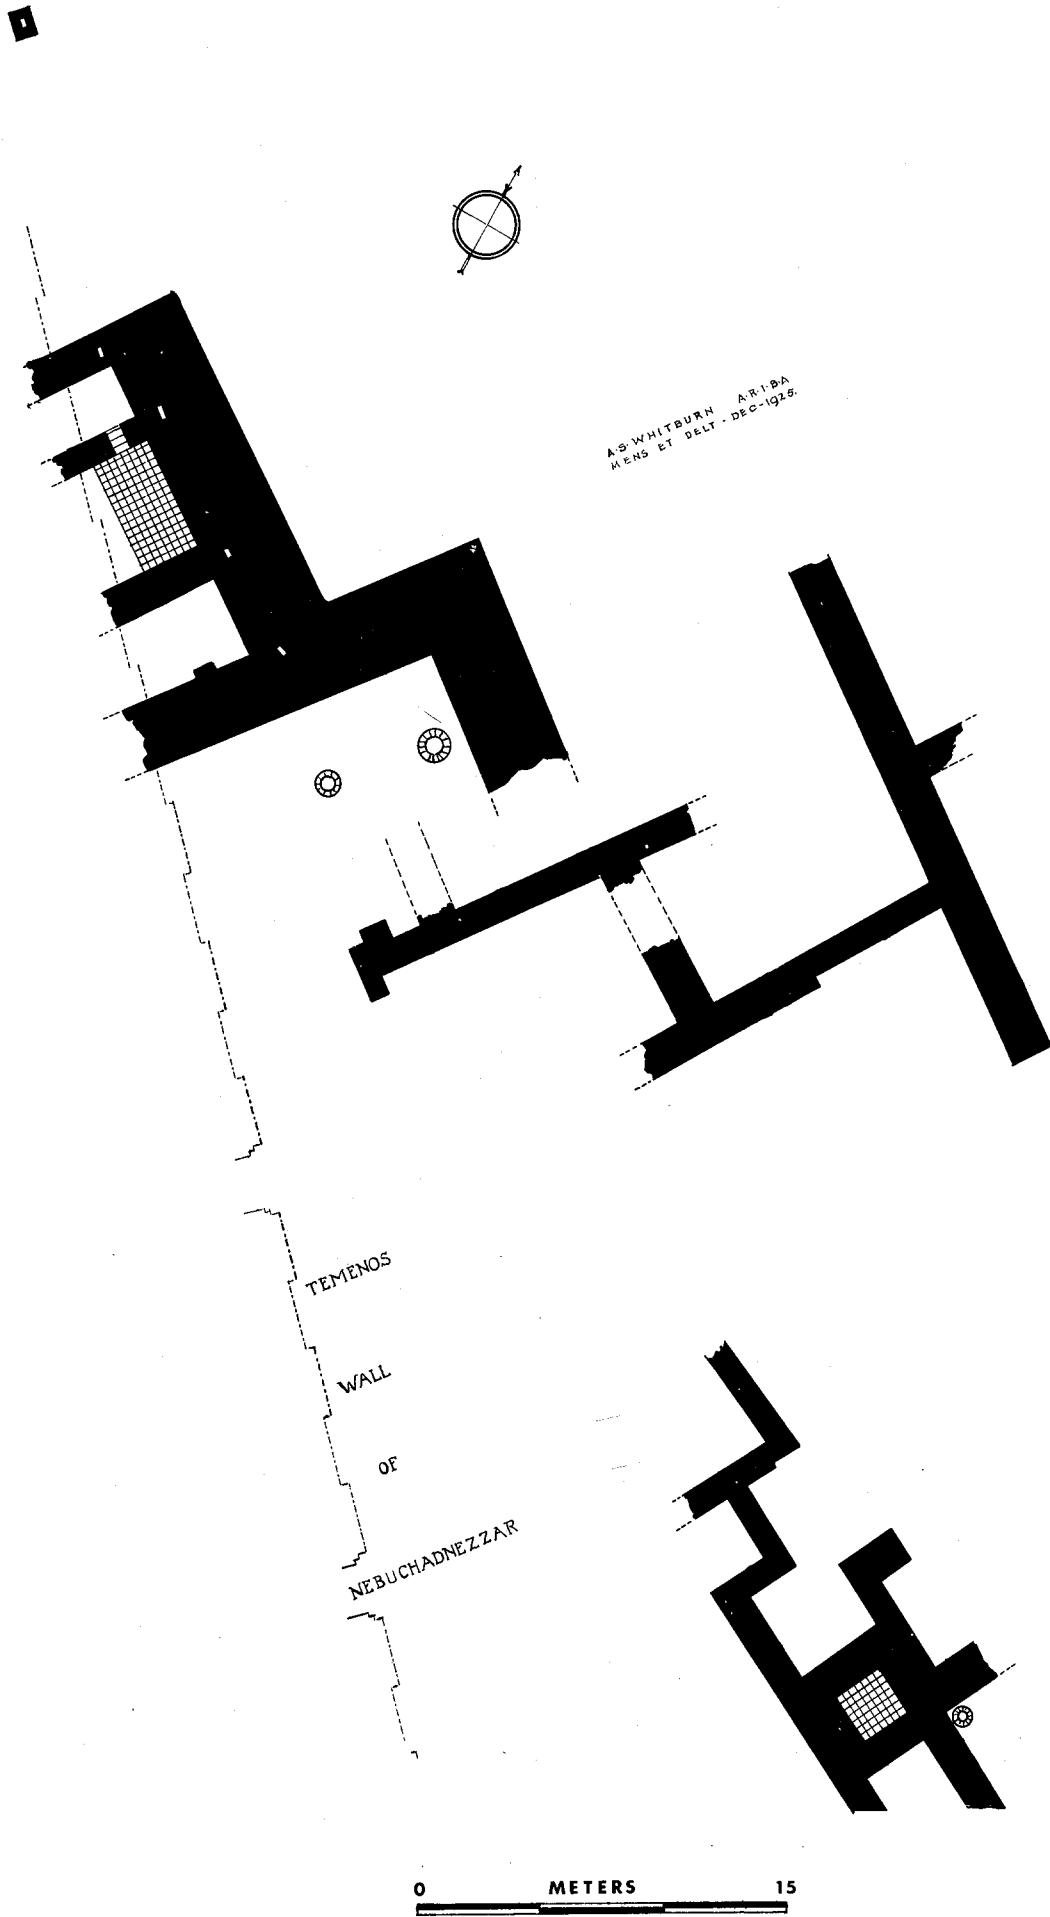 A·S·WHITBURN A·R·I·B·A
MENS ET DELT - DEC-1925.
TEMENOS
WALL
OF
NEBUCHADNEZZAR
0 METERS 15